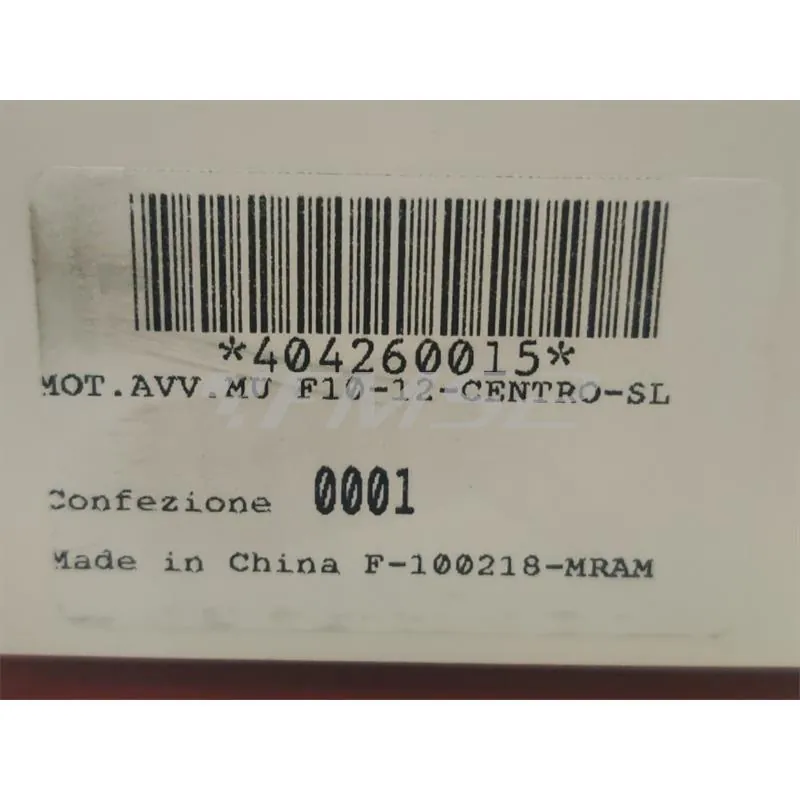 *404260015*
MOT.AVV.MU F10-12-CENTRO-SL
Confezione 0001
Made in China F-100218-MRAM